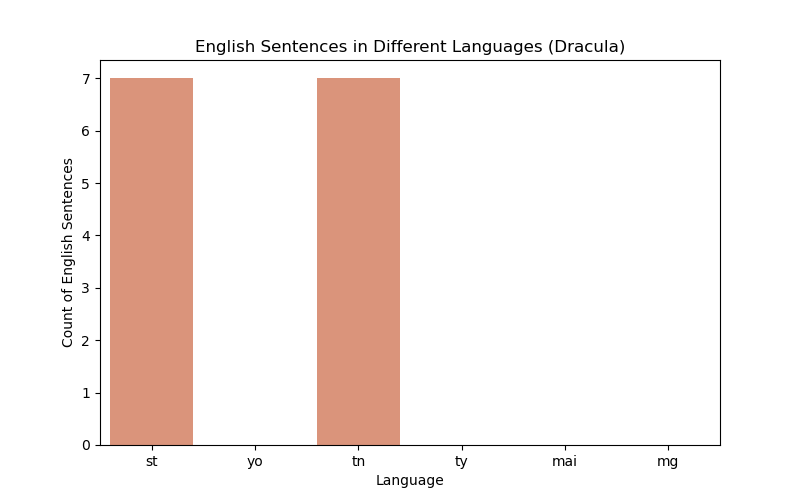 English Sentences in Different Languages (Dracula)
Count of English Sentences
7
6
5
4
3
2
1
0
st yo tn ty mai mg
Language